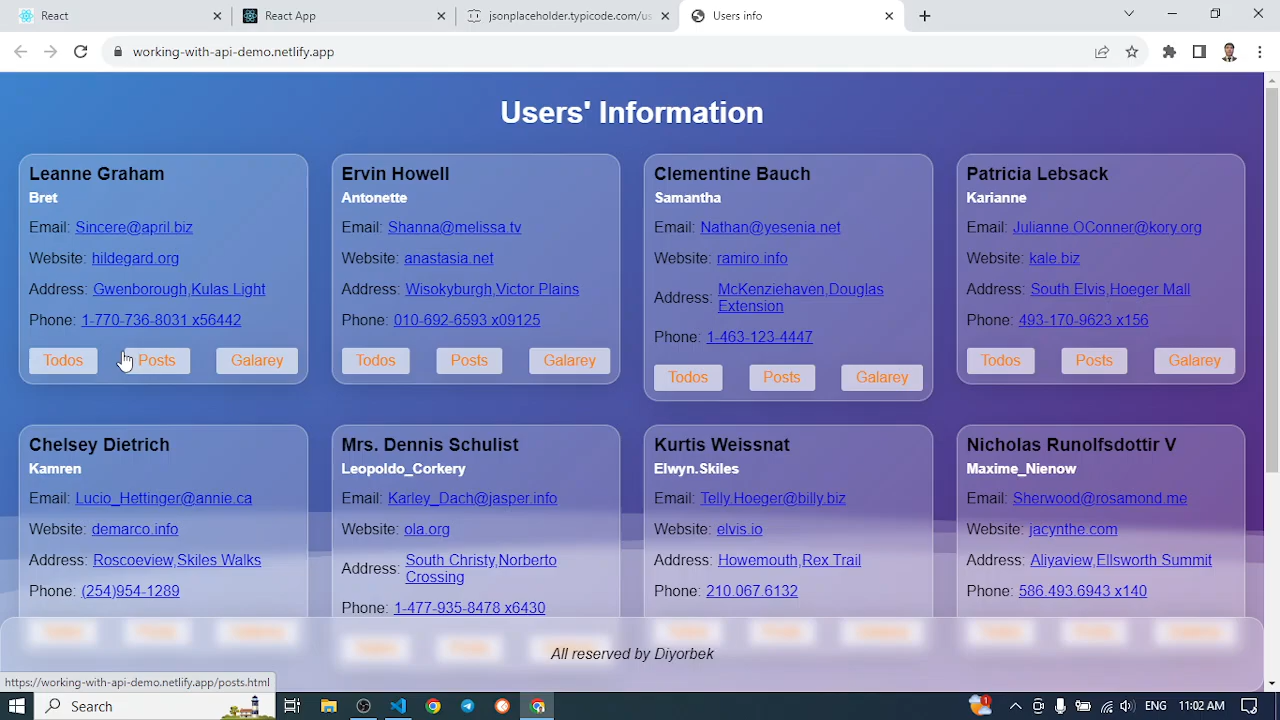 React App
React App
jsonplaceholder.typicode.com/us
Users info
working-with-api-demo.netlify.app
Users' Information
Leanne Graham
Bret
Email: Sincere@april.biz
Website: hildegard.org
Address: Gwenborough,Kulas Light
Phone: 1-770-736-8031 x56442
Todos Posts Galarey
Ervin Howell
Antonette
Email: Shanna@melissa.tv
Website: anastasia.net
Address: Wisokyburgh,Victor Plains
Phone: 010-692-6593 x09125
Todos Posts Galarey
Clementine Bauch
Samantha
Email: Nathan@yesenia.net
Website: ramiro.info
Address: McKenziehaven,Douglas
Extension
Phone: 1-463-123-4447
Todos Posts Galarey
Patricia Lebsack
Karianne
Email: Julianne.OConner@kory.org
Website: kale.biz
Address: South Elvis,Hoeger Mall
Phone: 493-170-9623 x156
Todos Posts Galarey
Chelsey Dietrich
Kamren
Email: Lucio_Hettinger@annie.ca
Website: demarco.info
Address: Roscoeview,Skiles Walks
Phone: (254)954-1289
Mrs. Dennis Schulist
Leopoldo_Corkery
Email: Karley_Dach@jasper.info
Website: ola.org
Address: South Christy,Norberto
Crossing
Phone: 1-477-935-8478 x6430
Kurtis Weissnat
Elwyn.Skiles
Email: Telly.Hoeger@billy.biz
Website: elvis.io
Address: Howemouth,Rex Trail
Phone: 210.067.6132
Nicholas Runolfsdottir V
Maxime_Nienow
Email: Sherwood@rosamond.me
Website: jacynthe.com
Address: Aliyaview,Ellsworth Summit
Phone: 586.493.6943 x140
All reserved by Diyorbek
https://working-with-api-demo.netlify.app/posts.html
Search
1
11:02 AM